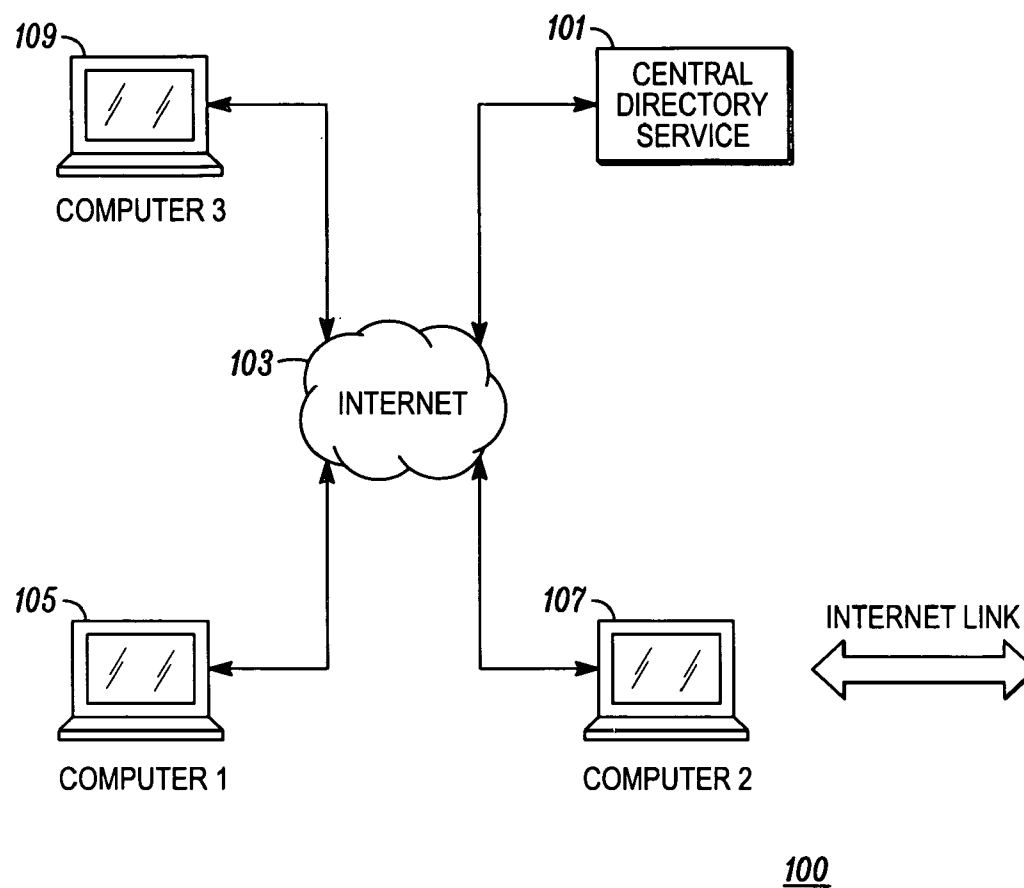 109
COMPUTER 3
101
CENTRAL
DIRECTORY
SERVICE
103
INTERNET
105
COMPUTER 1
107
COMPUTER 2
INTERNET LINK
100